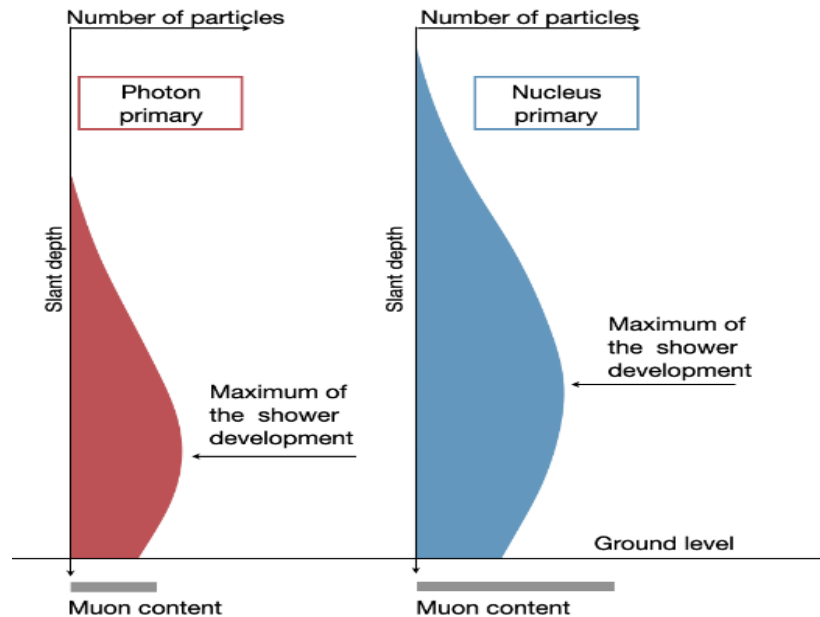 Number of particles
Photon
primary
Slant depth
Maximum of
the shower
development
Muon content
Number of particles
Nucleus
primary
Slant depth
Maximum of
the shower
development
Ground level
Muon content